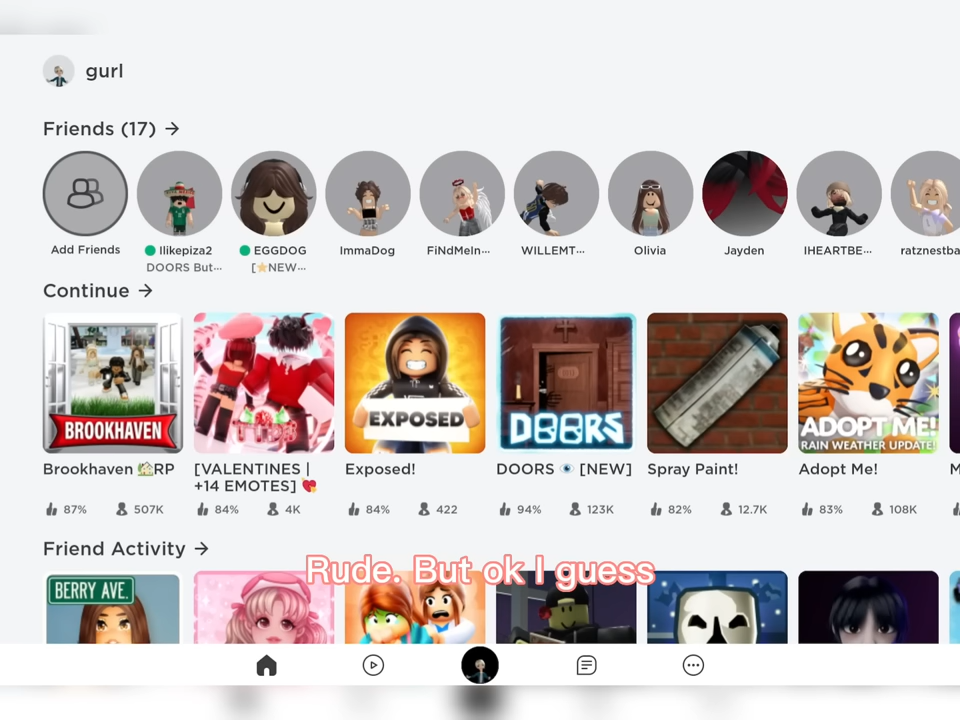 gurl
Friends (17) →
Add Friends
Ilikepiza2
DOORS But...
EGGDOG
[⭐NEW...
ImmaDog
FiNdMeIn...
WILLEMT...
Olivia
Jayden
IHEARTBE...
ratznestba
Continue →
BROOKHAVEN
EXPOSED
DOORS
ADOPT ME!
RAIN WEATHER UPDATE!
Brookhaven 🏡RP
[VALENTINES |
+14 EMOTES] 💘
Exposed!
DOORS 👁️ [NEW]
Spray Paint!
Adopt Me!
M
87% 507K
84% 4K
84% 422
94% 123K
82% 12.7K
83% 108K
Friend Activity →
Rude. But ok I guess
BERRY AVE.